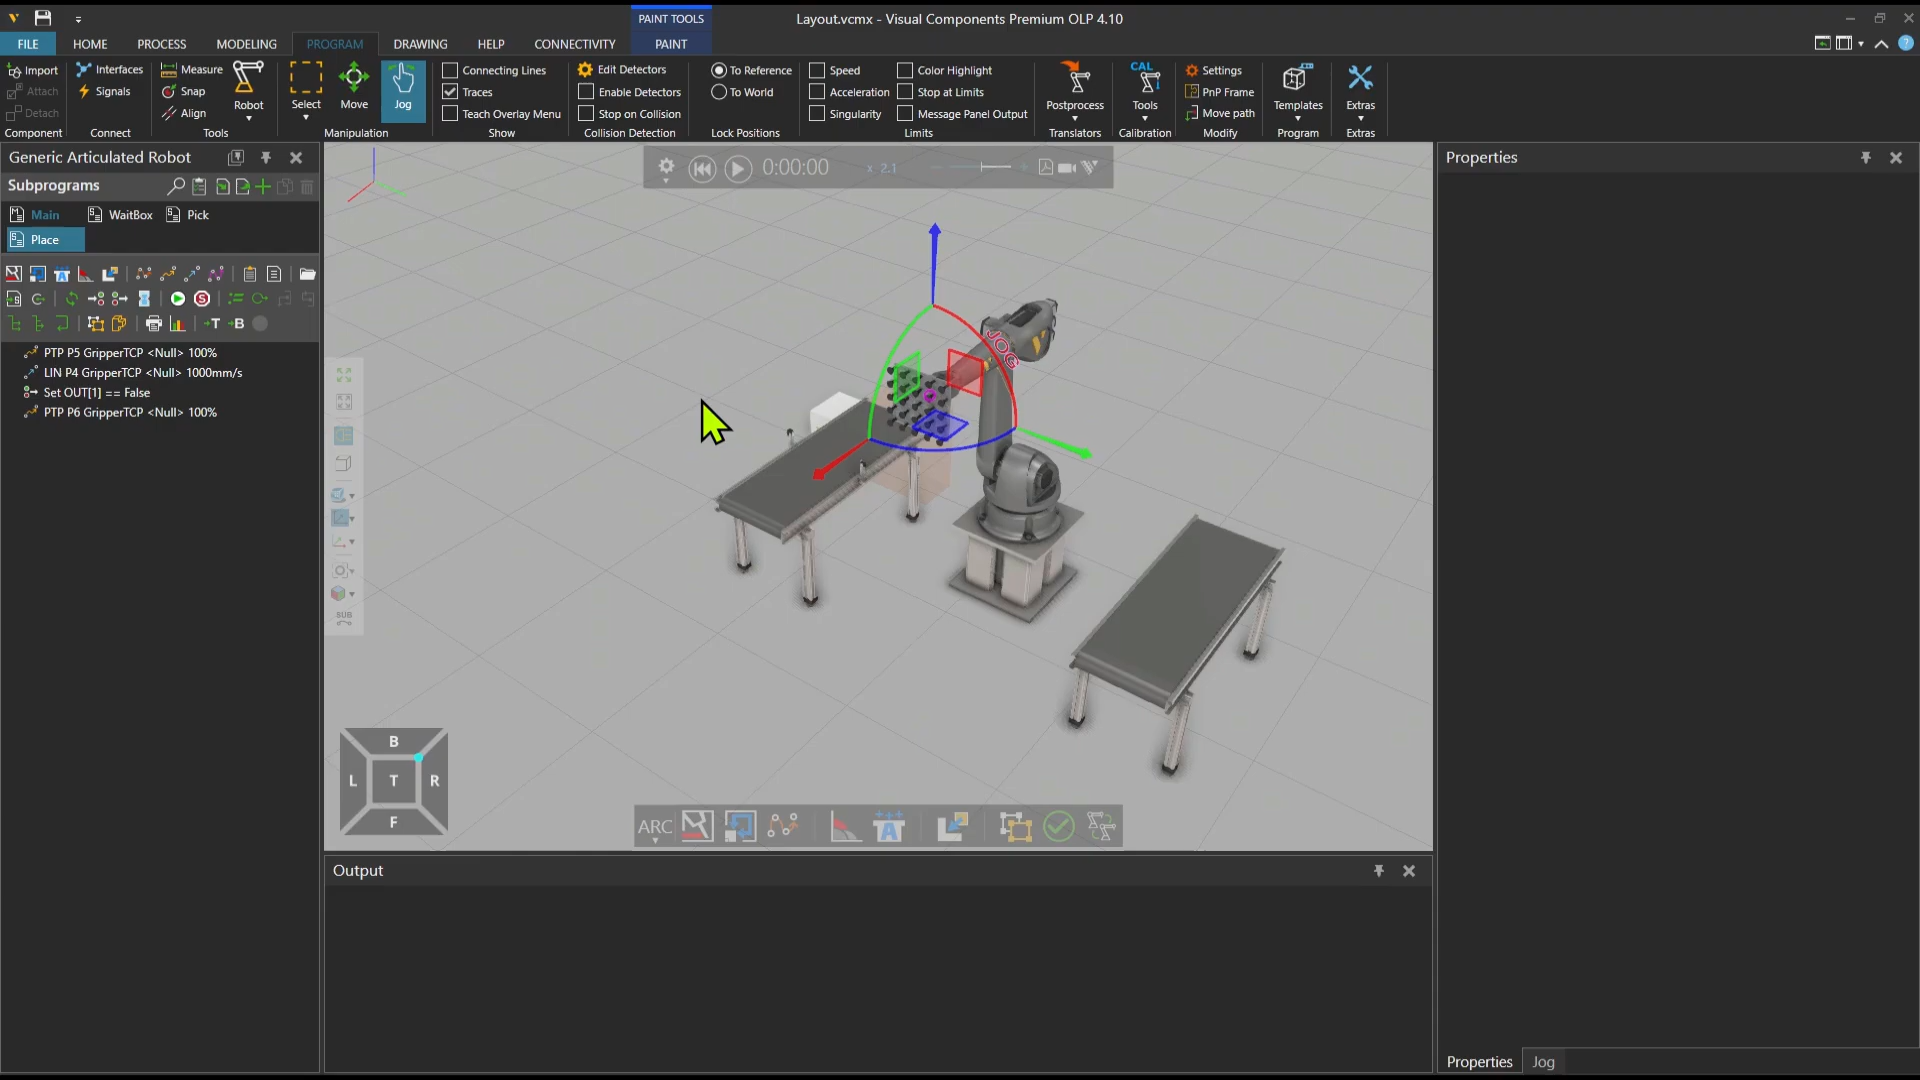 PAINT TOOLS
Layout.vcmx - Visual Components Premium OLP 4.10
FILE HOME PROCESS MODELING PROGRAM DRAWING HELP CONNECTIVITY PAINT
Import Interfaces Measure Connecting Lines Edit Detectors To Reference Speed Color Highlight CAL Settings
Attach Signals Snap Traces Enable Detectors To World Acceleration Stop at Limits PnP Frame
Robot Select Move Jog Postprocess Tools Templates Extras
Detach Align Teach Overlay Menu Stop on Collision Singularity Message Panel Output Move path
Component Connect Tools Manipulation Show Collision Detection Lock Positions Limits Translators Calibration Modify Program Extras
Generic Articulated Robot
Subprograms
Main WaitBox Pick
Place
PTP P5 GripperTCP <Null> 100%
LIN P4 GripperTCP <Null> 1000mm/s
Set OUT[1] == False
PTP P6 GripperTCP <Null> 100%
0:00:00 x 2.1
JOG
SUB
B
L T R
F
ARC
Output
Properties
Properties Jog